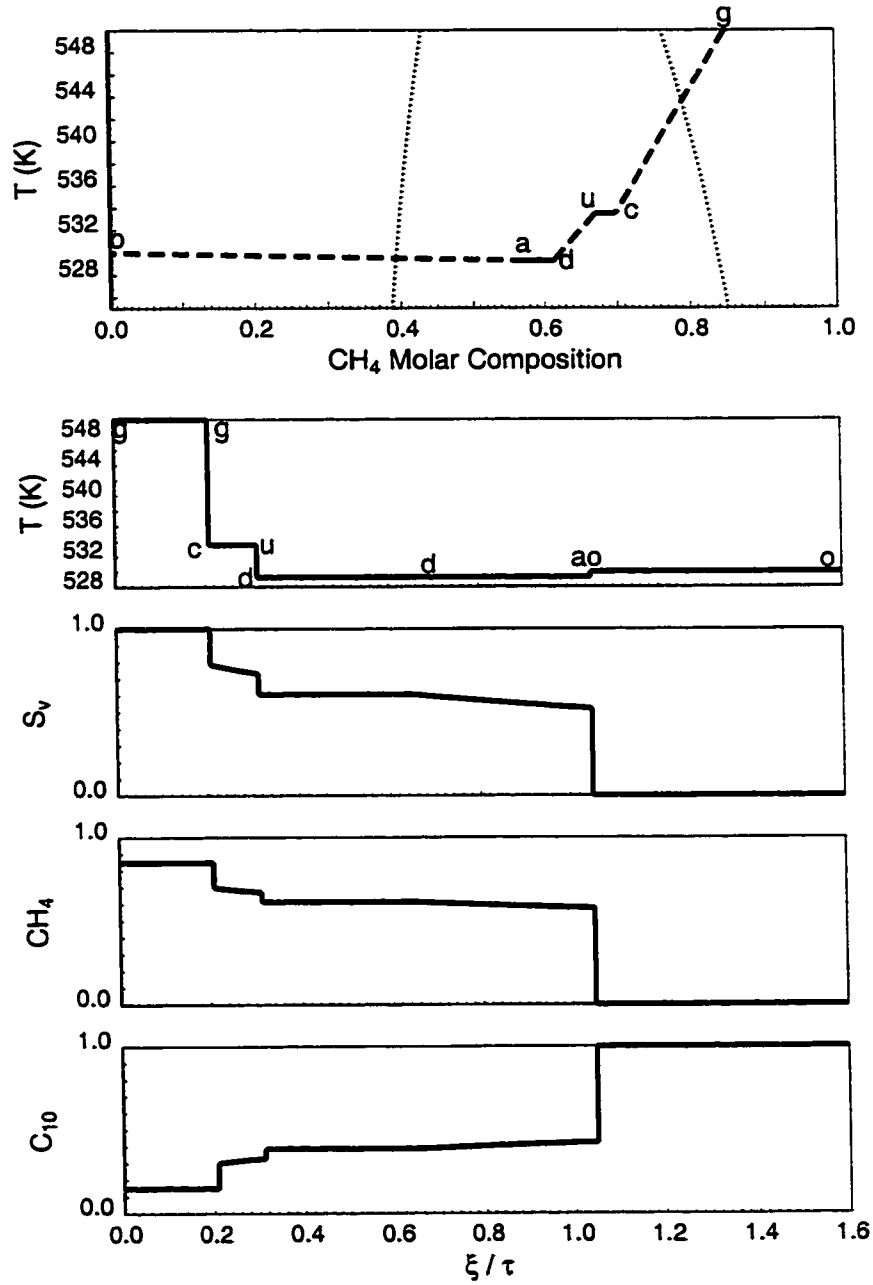 g
548
544
540
536
532
528
T (K)
o
a
d
u
c
0.0 0.2 0.4 0.6 0.8 1.0
CH₄ Molar Composition
548
544
540
536
532
528
T (K)
g g
c u
d d ao o
1.0
0.0
Sᵥ
1.0
0.0
CH₄
1.0
0.0
C₁₀
0.0 0.2 0.4 0.6 0.8 1.0 1.2 1.4 1.6
ξ / τ